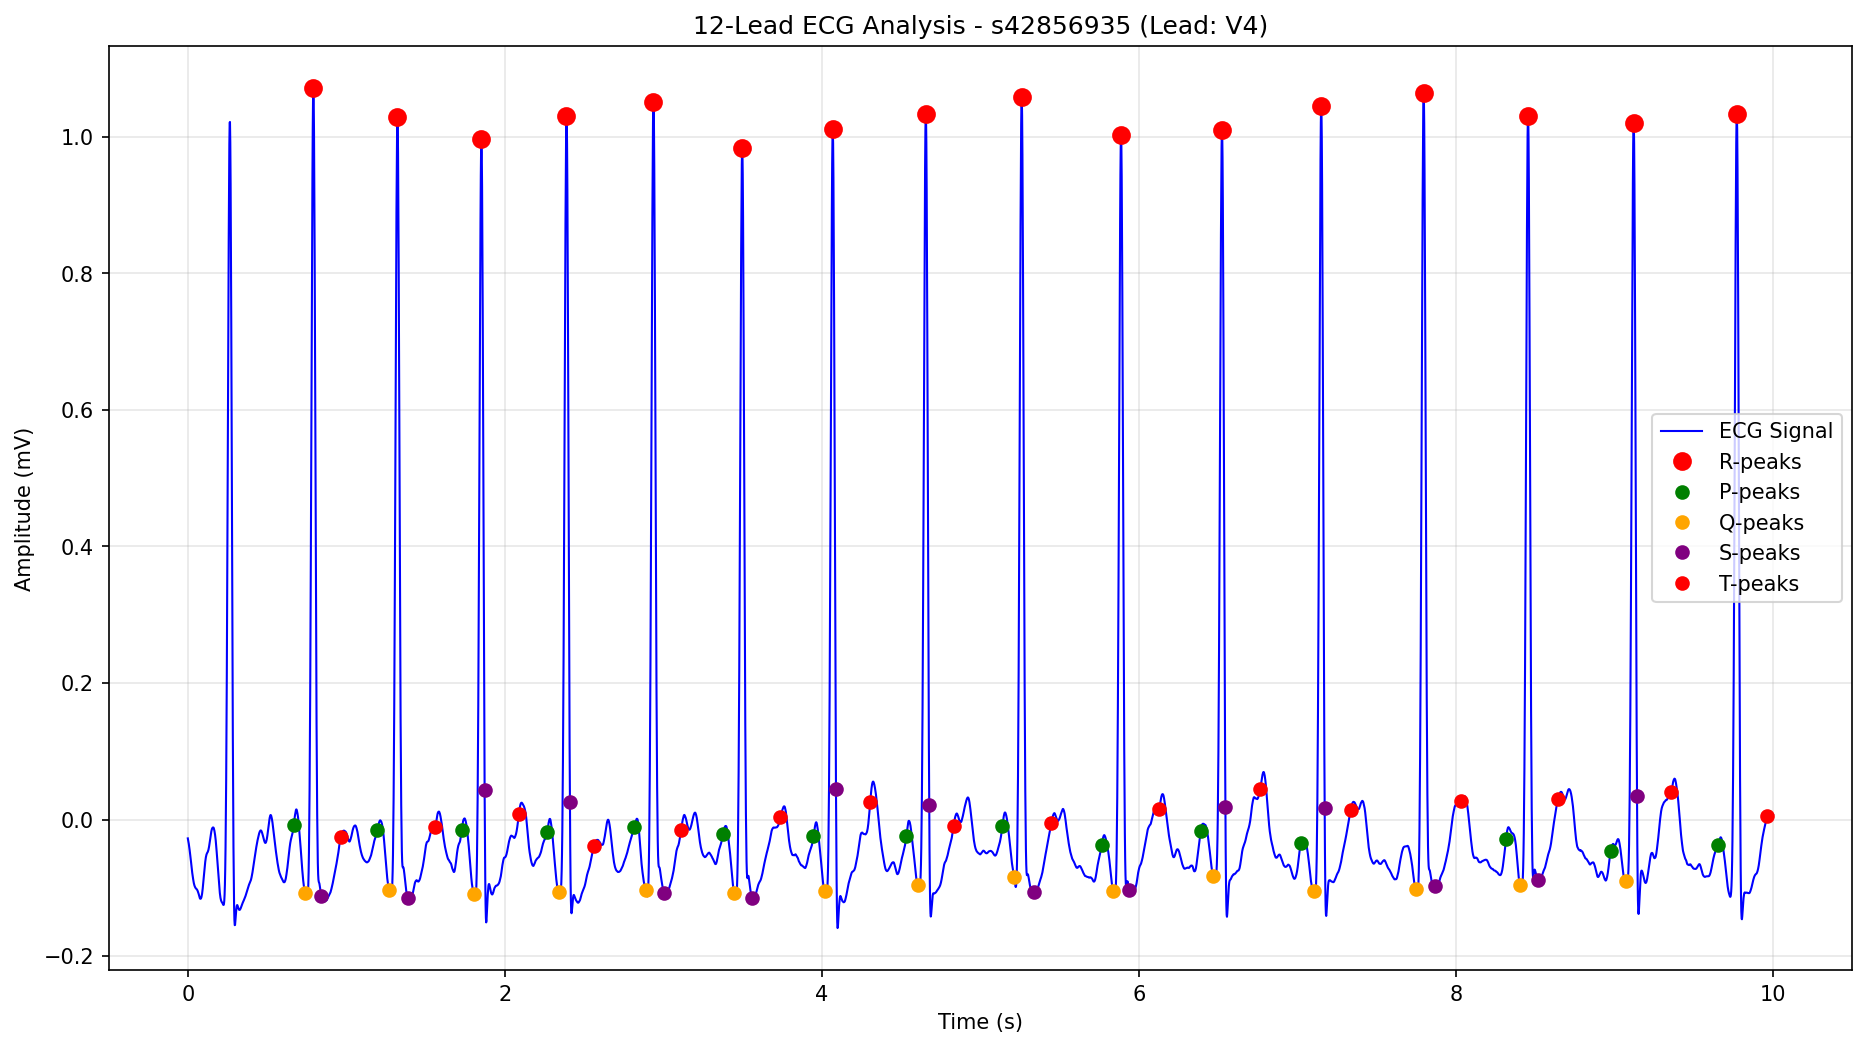 12-Lead ECG Analysis - s42856935 (Lead: V4)
Amplitude (mV)
1.0
0.8
0.6
0.4
0.2
0.0
−0.2
ECG Signal
R-peaks
P-peaks
Q-peaks
S-peaks
T-peaks
0 2 4 6 8 10
Time (s)